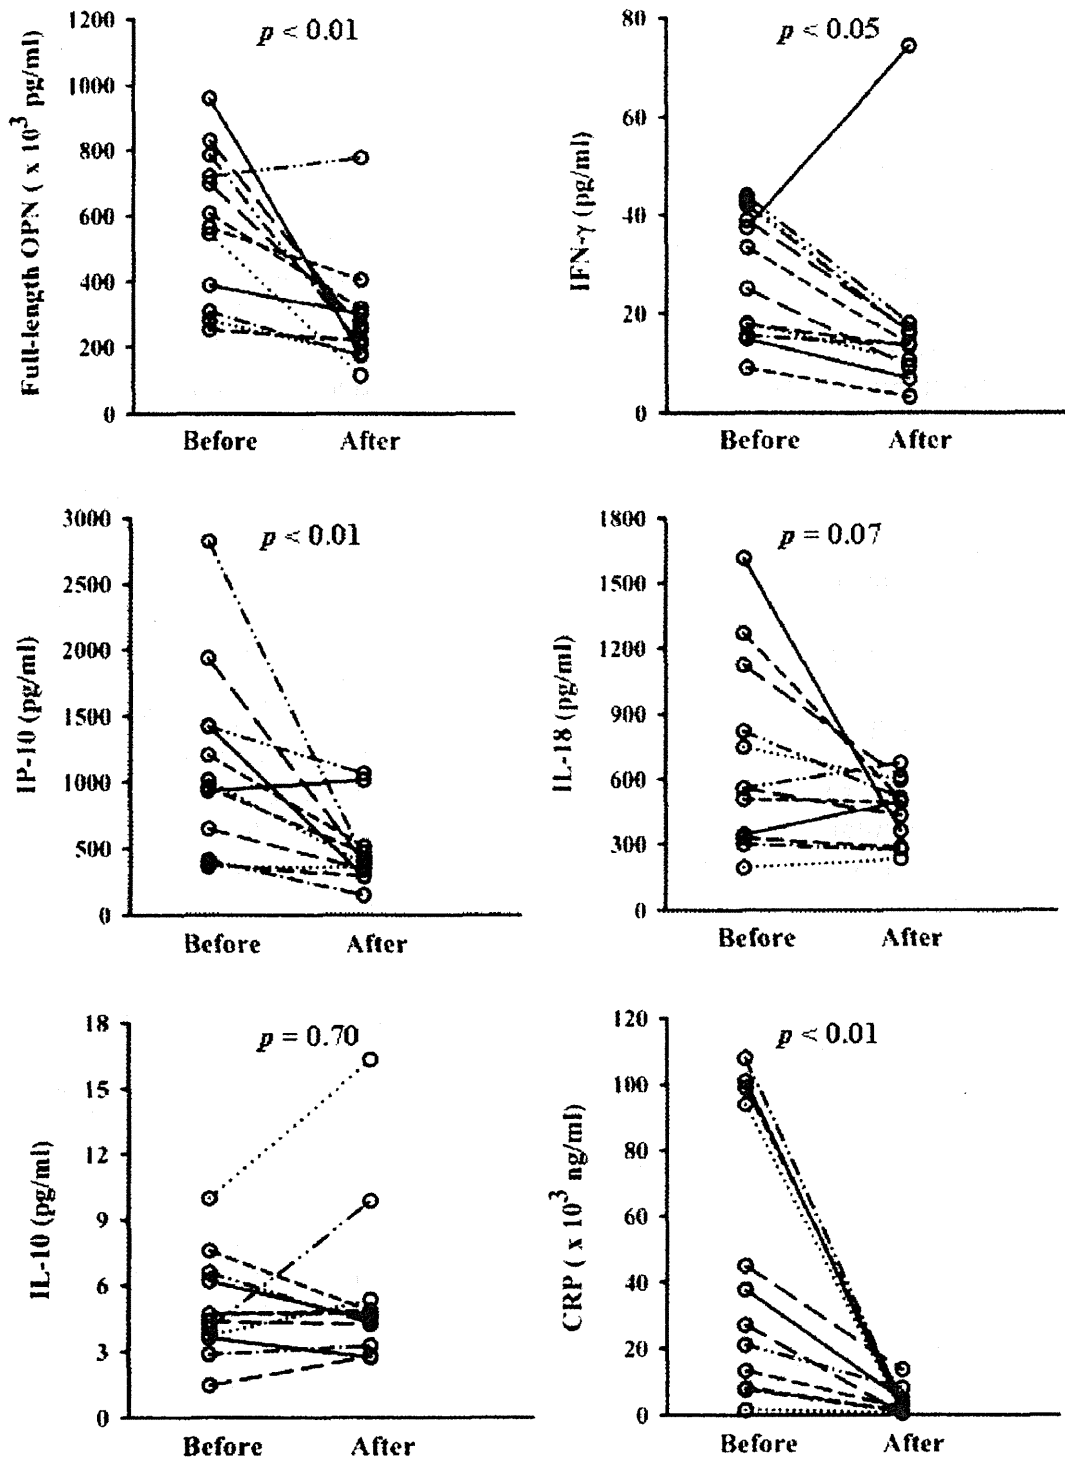 p < 0.01
Full-length OPN ( x 10³ pg/ml)
1200
1000
800
600
400
200
0
Before After
p < 0.05
IFN-γ (pg/ml)
80
60
40
20
0
Before After
p < 0.01
IP-10 (pg/ml)
3000
2500
2000
1500
1000
500
0
Before After
p = 0.07
IL-18 (pg/ml)
1800
1500
1200
900
600
300
0
Before After
p = 0.70
IL-10 (pg/ml)
18
15
12
9
6
3
0
Before After
p < 0.01
CRP ( x 10³ ng/ml)
120
100
80
60
40
20
0
Before After